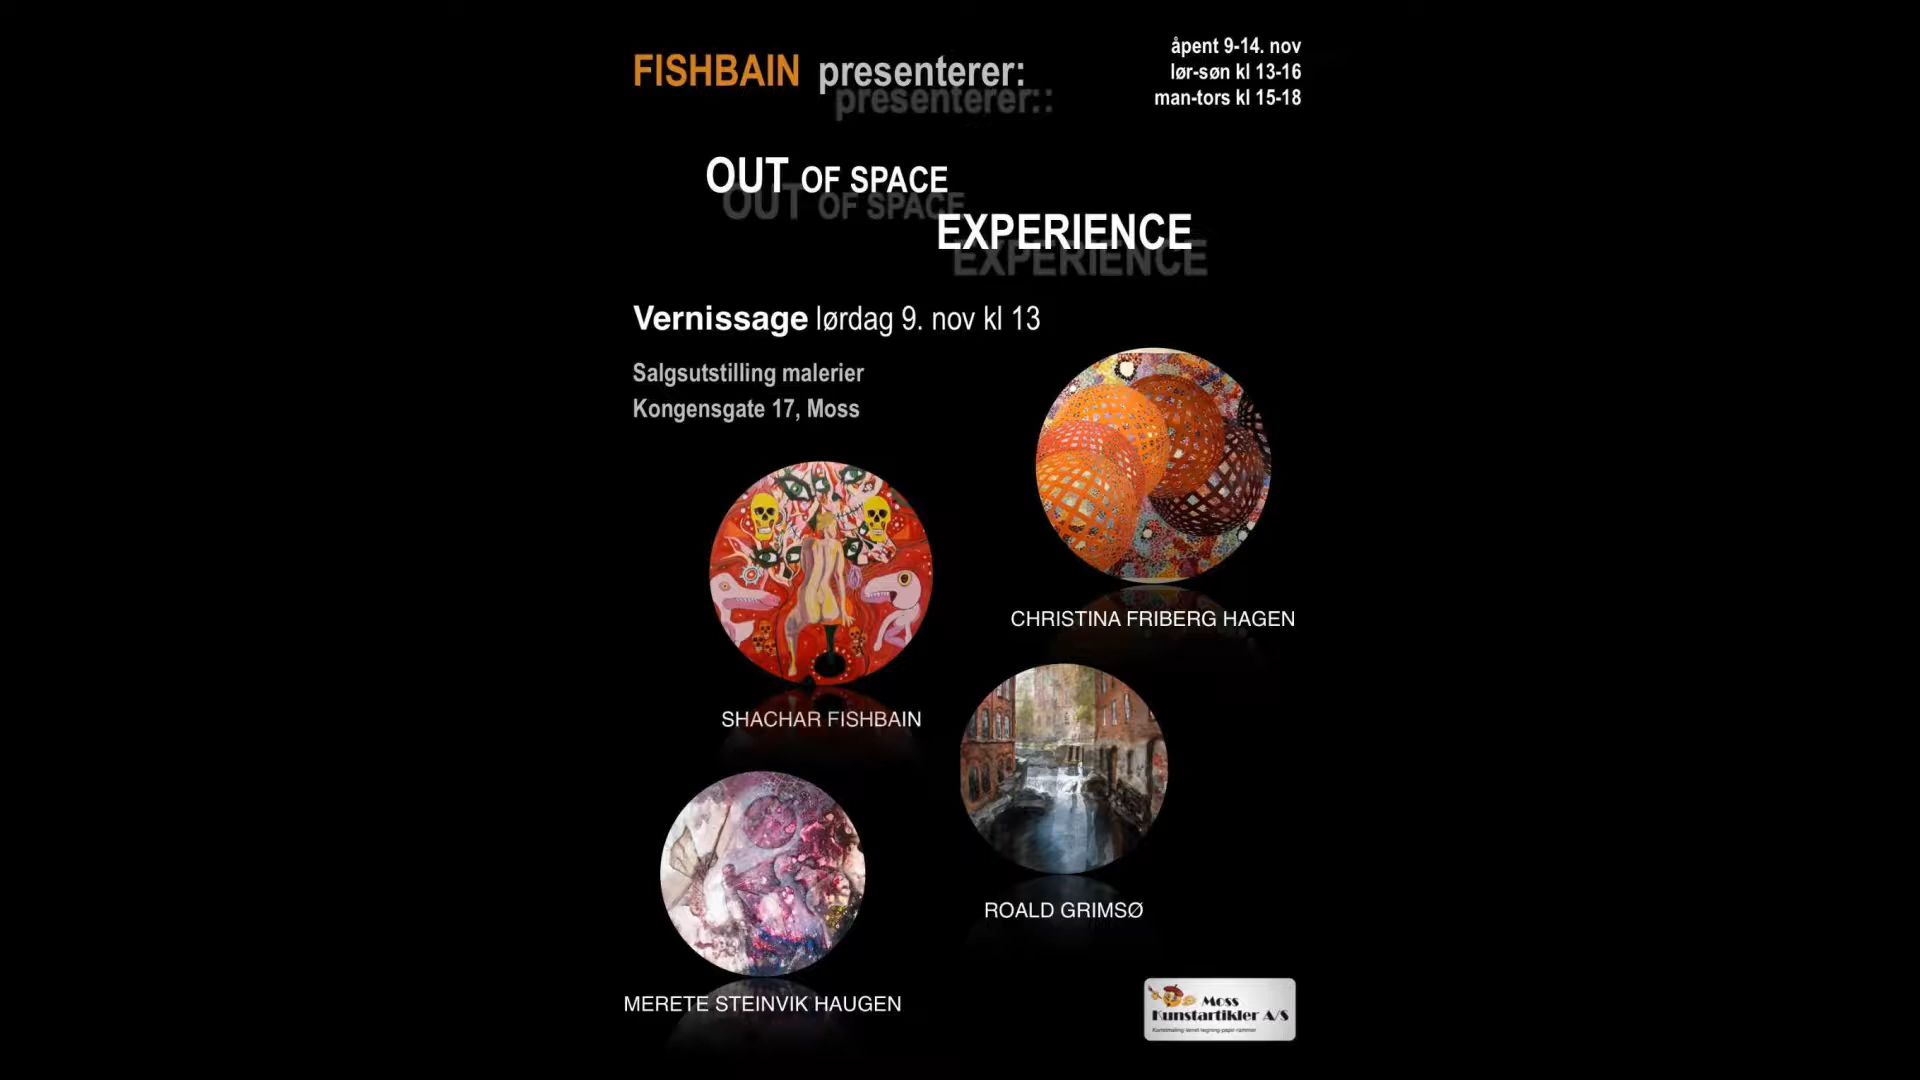 FISHBAIN presenterer:
åpent 9-14. nov
lør-søn kl 13-16
man-tors kl 15-18
OUT OF SPACE
EXPERIENCE
Vernissage lørdag 9. nov kl 13
Salgsutstilling malerier
Kongensgate 17, Moss
CHRISTINA FRIBERG HAGEN
SHACHAR FISHBAIN
ROALD GRIMSØ
MERETE STEINVIK HAUGEN
Moss
Kunstartikler A/S